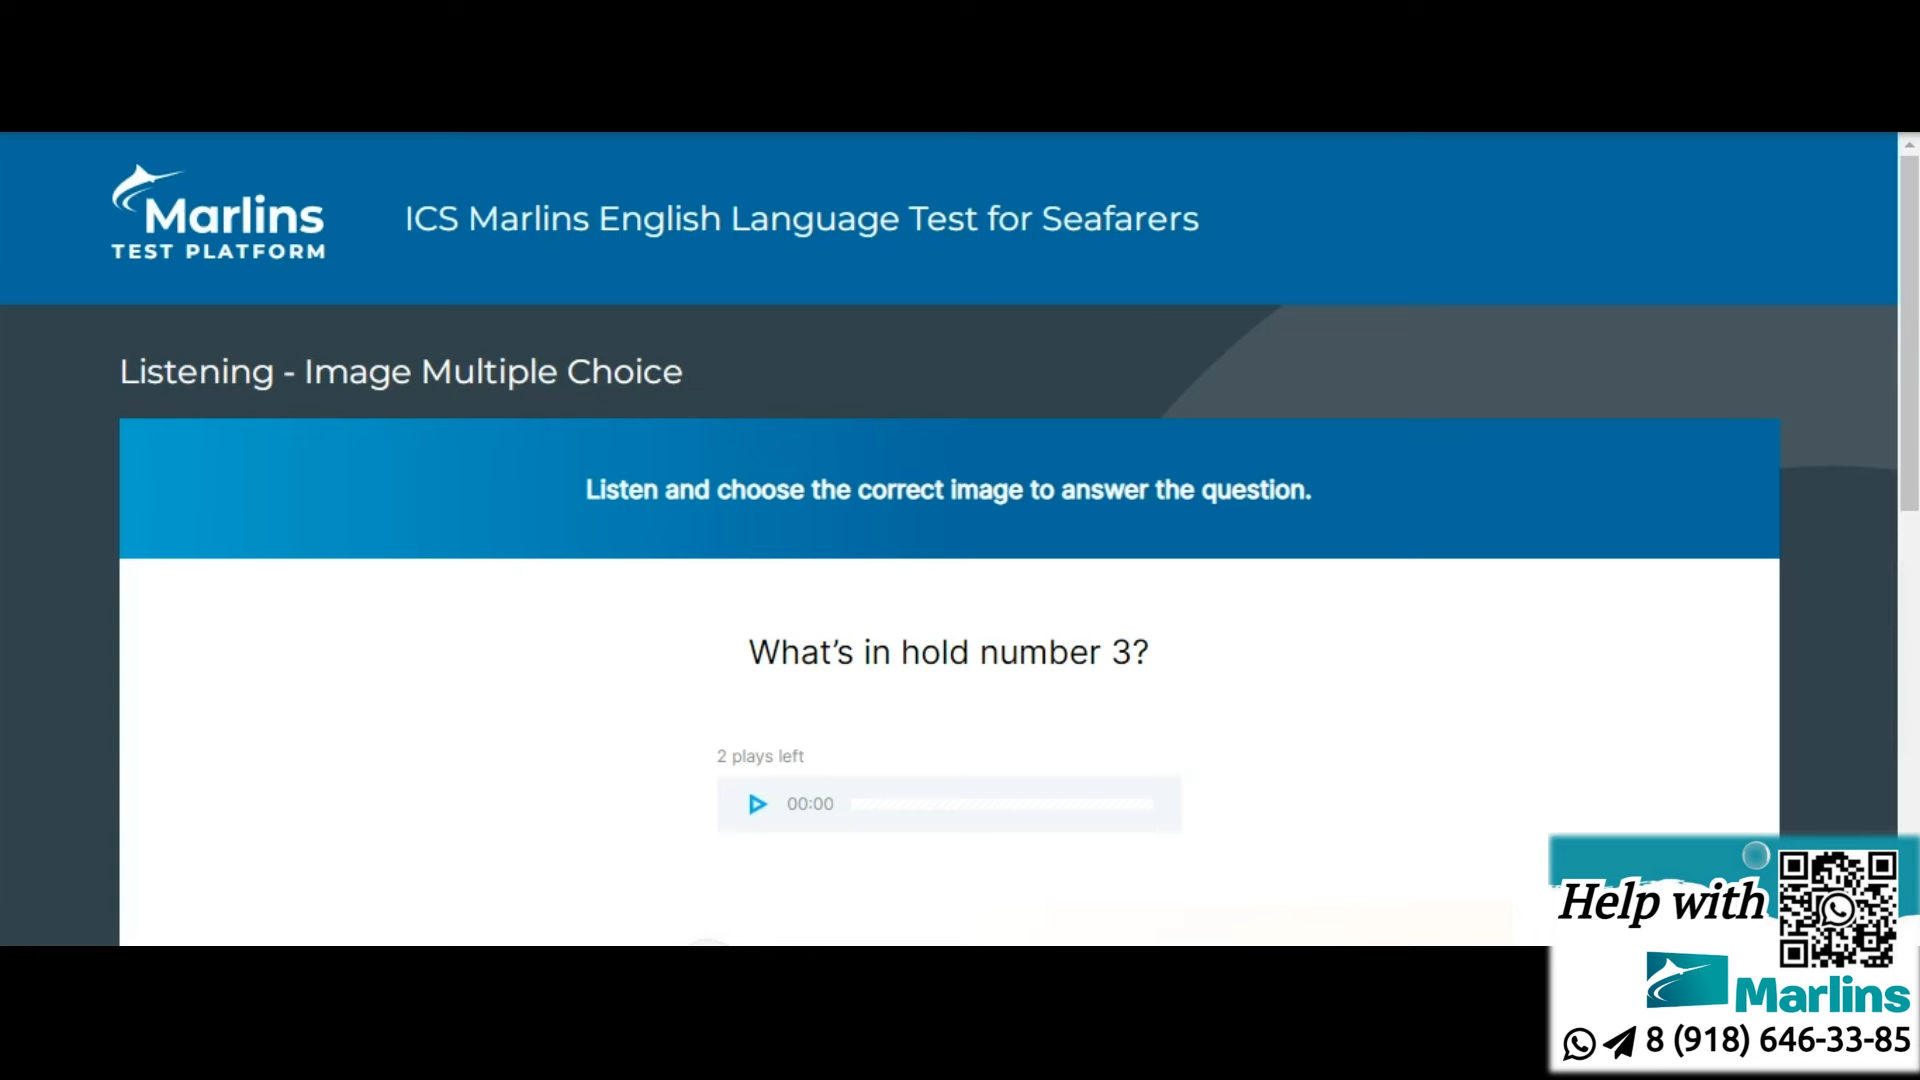 Marlins
TEST PLATFORM
ICS Marlins English Language Test for Seafarers
Listening - Image Multiple Choice
Listen and choose the correct image to answer the question.
What's in hold number 3?
2 plays left
00:00
Help with
Marlins
8 (918) 646-33-85